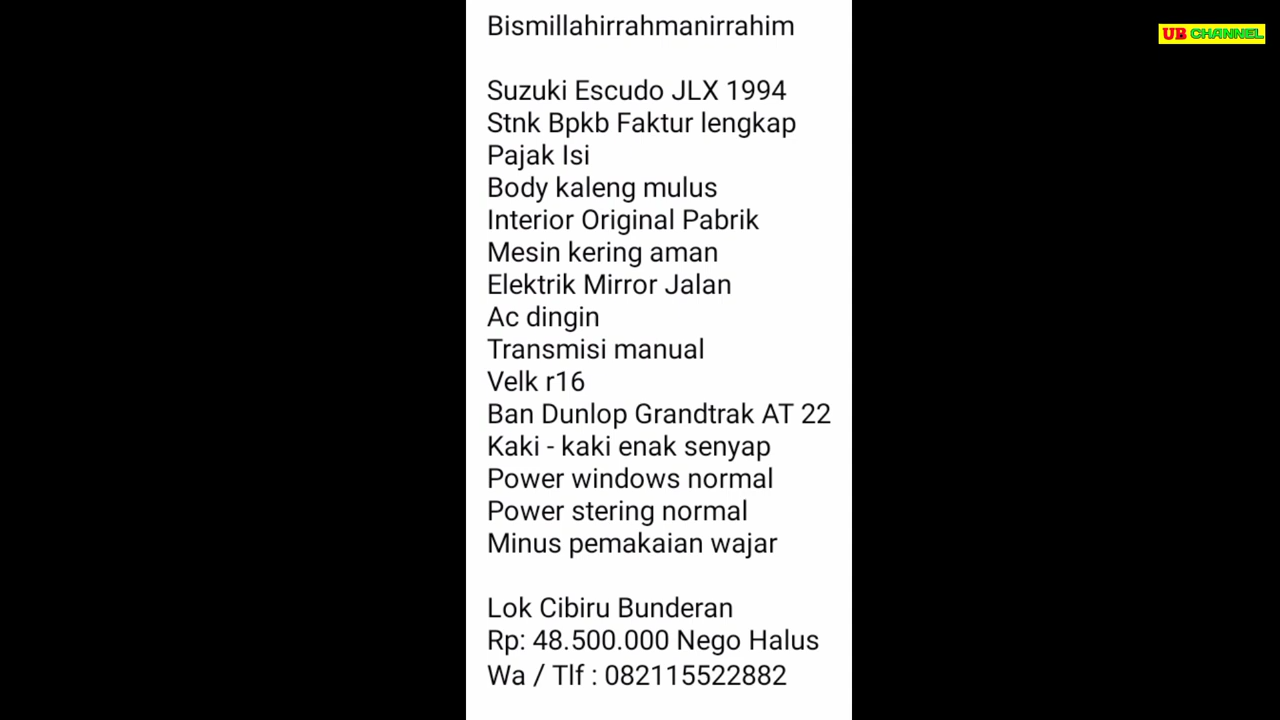 Bismillahirrahmanirrahim
UB CHANNEL
Suzuki Escudo JLX 1994
Stnk Bpkb Faktur lengkap
Pajak Isi
Body kaleng mulus
Interior Original Pabrik
Mesin kering aman
Elektrik Mirror Jalan
Ac dingin
Transmisi manual
Velk r16
Ban Dunlop Grandtrak AT 22
Kaki - kaki enak senyap
Power windows normal
Power stering normal
Minus pemakaian wajar
Lok Cibiru Bunderan
Rp: 48.500.000 Nego Halus
Wa / Tlf : 082115522882